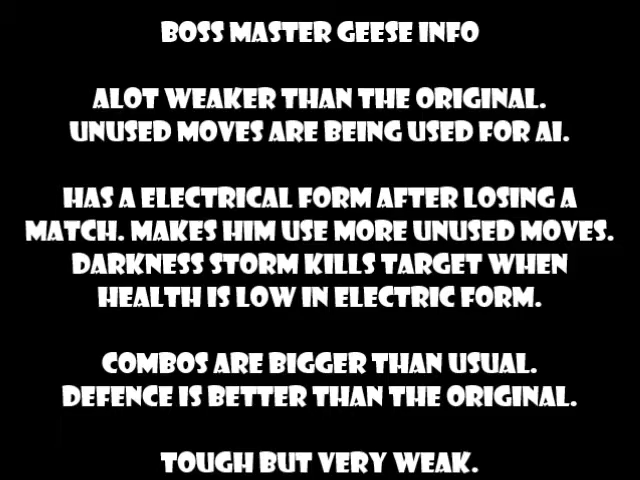 BOSS MASTER GEESE INFO
ALOT WEAKER THAN THE ORIGINAL.
UNUSED MOVES ARE BEING USED FOR AI.
HAS A ELECTRICAL FORM AFTER LOSING A
MATCH. MAKES HIM USE MORE UNUSED MOVES.
DARKNESS STORM KILLS TARGET WHEN
HEALTH IS LOW IN ELECTRIC FORM.
COMBOS ARE BIGGER THAN USUAL.
DEFENCE IS BETTER THAN THE ORIGINAL.
TOUGH BUT VERY WEAK.